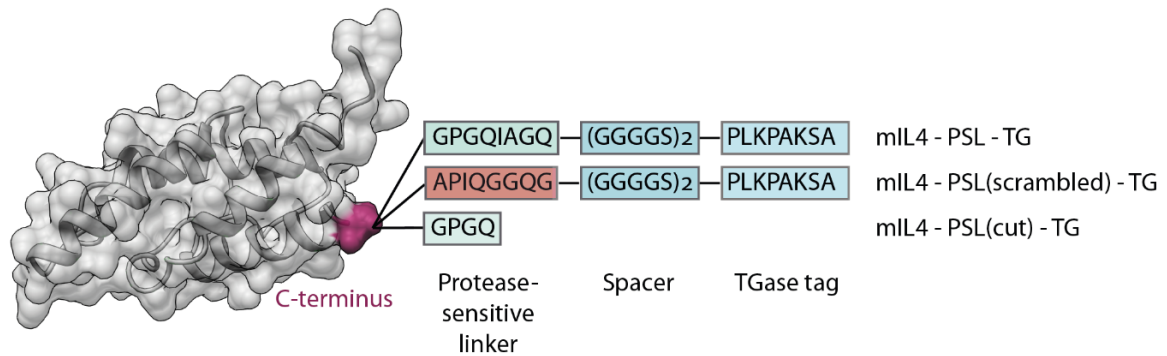 GPGQIAGQ (GGGGS)2 PLKPAKSA mIL4 - PSL - TG
APIQGGQG (GGGGS)2 PLKPAKSA mIL4 - PSL(scrambled) - TG
GPGQ mIL4 - PSL(cut) - TG
C-terminus
Protease-
sensitive
linker
Spacer
TGase tag